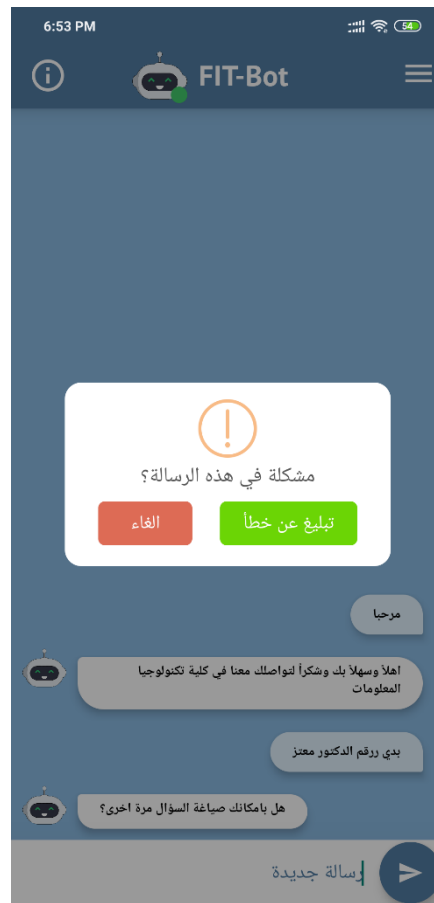 6:53 PM
54
FIT-Bot
مشكلة في هذه الرسالة؟
تبليغ عن خطأ
الغاء
مرحبا
اهلاً وسهلاً بك وشكراً لتواصلك معنا في كلية تكنولوجيا
المعلومات
بدي ررقم الدكتور معتز
هل بامكانك صياغة السؤال مرة اخرى؟
رسالة جديدة